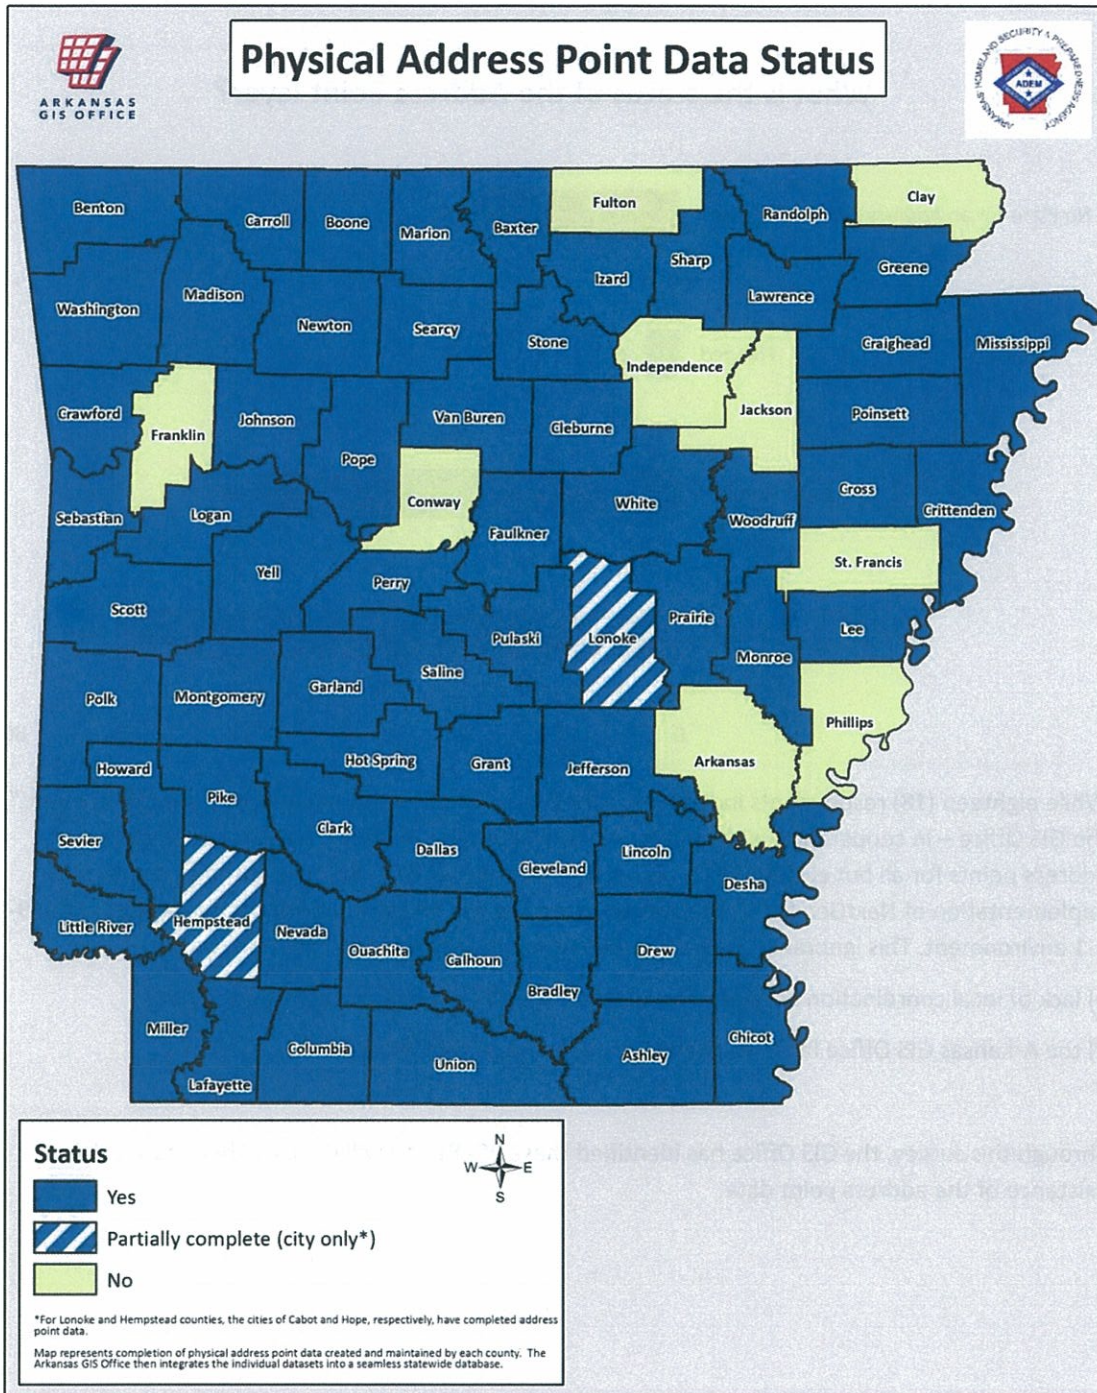 Physical Address Point Data Status
ARKANSAS
GIS OFFICE
ARKANSAS HOMELAND SECURITY & PREPAREDNESS AGENCY
ADEM
Benton
Carroll
Boone
Marion
Baxter
Fulton
Randolph
Clay
Sharp
Izard
Greene
Lawrence
Washington
Madison
Newton
Searcy
Stone
Independence
Craighead
Mississippi
Crawford
Franklin
Johnson
Van Buren
Cleburne
Jackson
Poinsett
Pope
Conway
White
Cross
Crittenden
Sebastian
Logan
Faulkner
Woodruff
Yell
Perry
St. Francis
Scott
Pulaski
Lonoke
Prairie
Lee
Monroe
Saline
Garland
Polk
Montgomery
Phillips
Howard
Hot Spring
Grant
Jefferson
Arkansas
Pike
Clark
Sevier
Dallas
Cleveland
Lincoln
Desha
Little River
Hempstead
Nevada
Ouachita
Calhoun
Drew
Bradley
Miller
Columbia
Chicot
Lafayette
Union
Ashley
Status
N
W E
S
Yes
Partially complete (city only*)
No
*For Lonoke and Hempstead counties, the cities of Cabot and Hope, respectively, have completed address
point data.
Map represents completion of physical address point data created and maintained by each county. The
Arkansas GIS Office then integrates the individual datasets into a seamless statewide database.